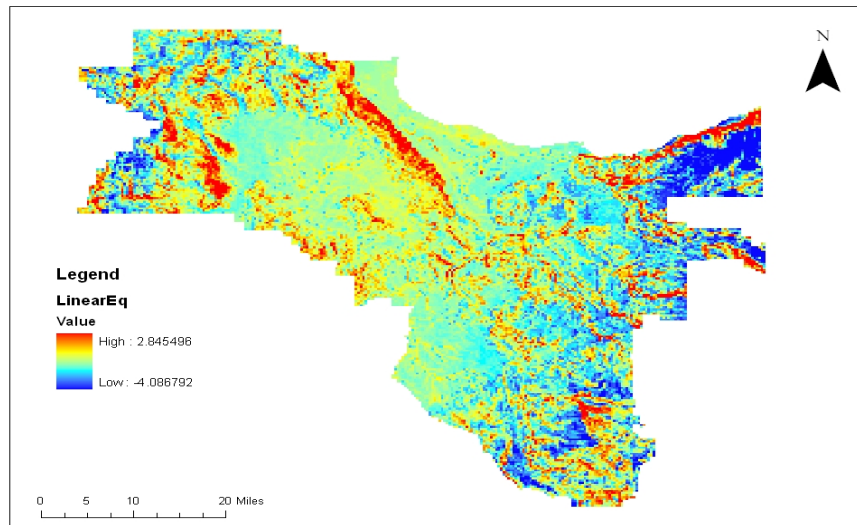 N
Legend
LinearEq
Value
High : 2.845496
Low : -4.086792
0 5 10 20 Miles